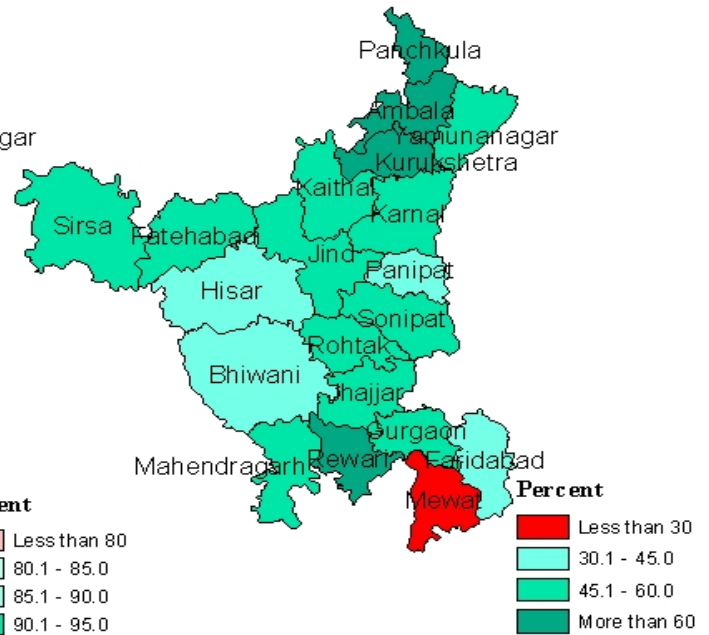 Panchkula
Ambala
gar
Yamunanagar
Kurukshetra
Kaithal
Karnal
Sirsa
Fatehabad
Jind
Panipat
Hisar
Sonipat
Rohtak
Bhiwani
Jhajjar
Gurgaon
Mahendragarh
Rewari
Faridabad
Mewat
ent
Less than 80
80.1 - 85.0
85.1 - 90.0
90.1 - 95.0
Percent
Less than 30
30.1 - 45.0
45.1 - 60.0
More than 60